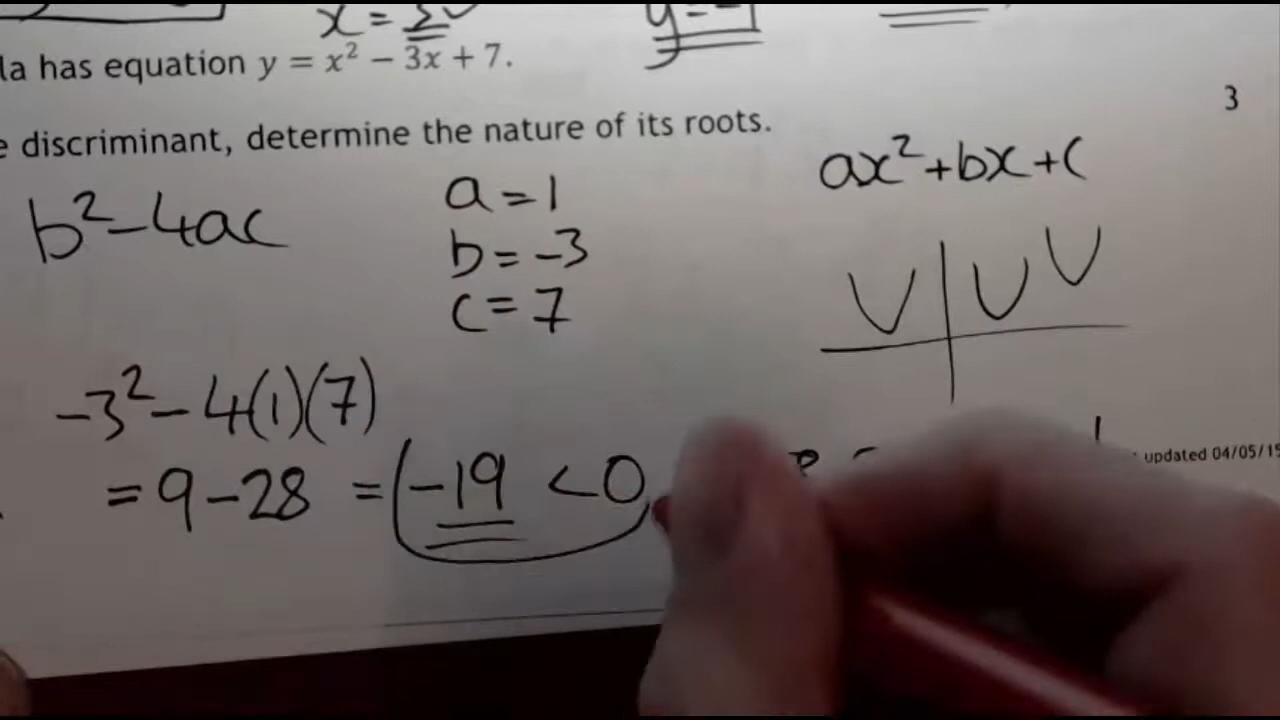 x =
y = -1
la has equation y = x² − 3x + 7.
3
e discriminant, determine the nature of its roots.
ax²+bx+c
b²-4ac
a = 1
b = -3
c = 7
-3² - 4(1)(7)
= 9 - 28 = -19 < 0
updated 04/05/15